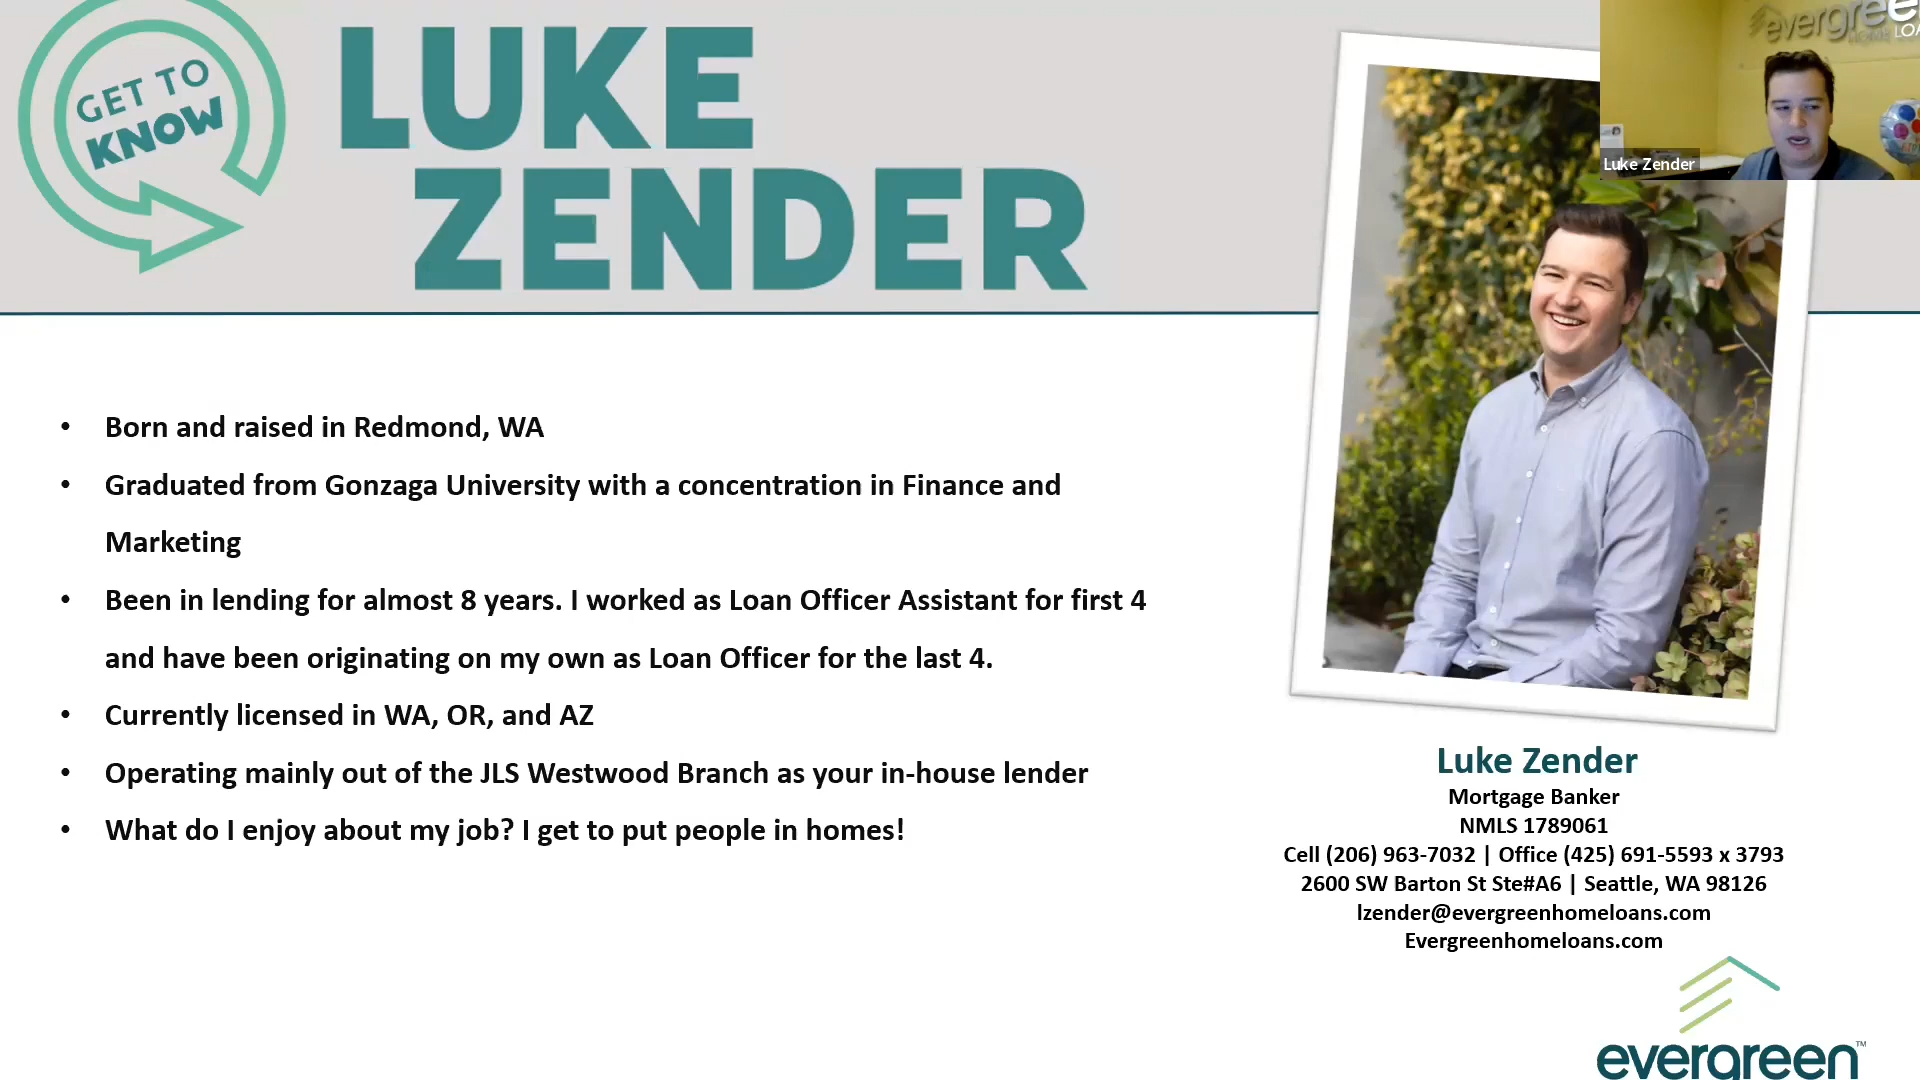 GET TO
KNOW
LUKE
ZENDER
evergree
HOME LOA
Luke Zender
• Born and raised in Redmond, WA
• Graduated from Gonzaga University with a concentration in Finance and
Marketing
• Been in lending for almost 8 years. I worked as Loan Officer Assistant for first 4
and have been originating on my own as Loan Officer for the last 4.
• Currently licensed in WA, OR, and AZ
• Operating mainly out of the JLS Westwood Branch as your in-house lender
• What do I enjoy about my job? I get to put people in homes!
Luke Zender
Mortgage Banker
NMLS 1789061
Cell (206) 963-7032 | Office (425) 691-5593 x 3793
2600 SW Barton St Ste#A6 | Seattle, WA 98126
lzender@evergreenhomeloans.com
Evergreenhomeloans.com
evergreen™